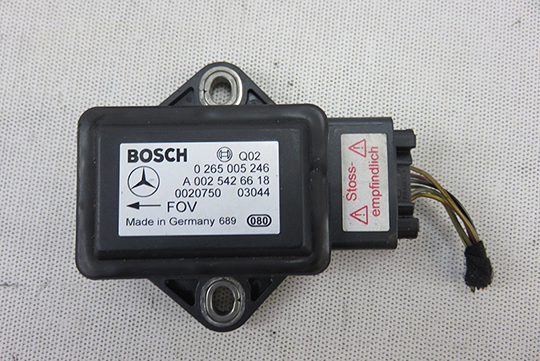 BOSCH Q02
0 265 005 246
A 002 542 66 18
0020750 03044
← FOV
Made in Germany 689 080
Stoss-
empfindlich